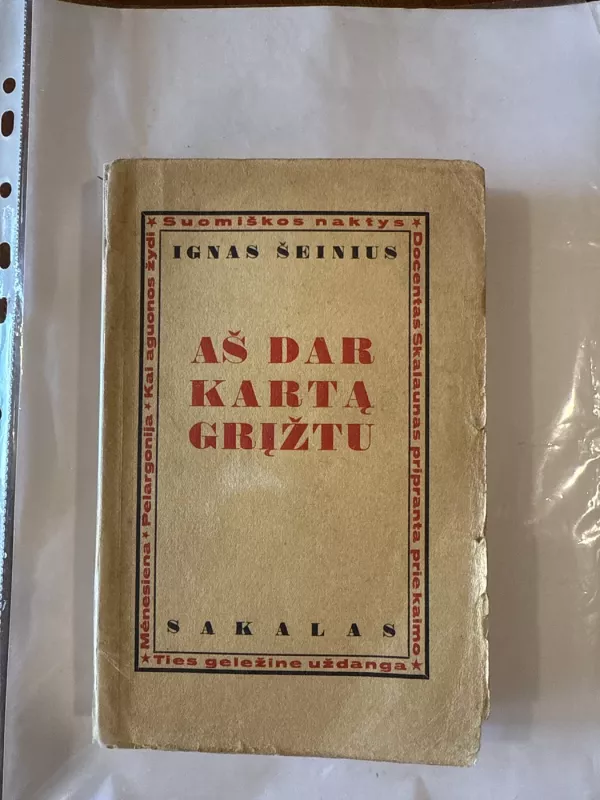 ★ Suomiškos naktys ★
IGNAS ŠEINIUS
AŠ DAR
KARTĄ
GRĮŽTU
SAKALAS
Docentas Skalaunas pripranta prie kaimo
★ Ties geležine uždanga ★
Mėnesiena ★ Pelargonija ★ Kai aguonos žydi